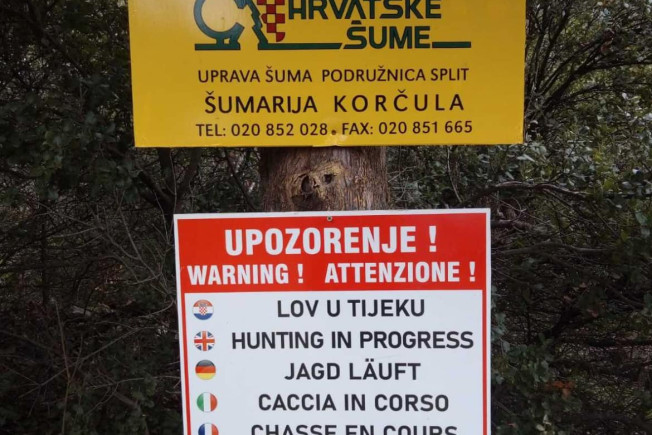 HRVATSKE
ŠUME
UPRAVA ŠUMA PODRUŽNICA SPLIT
ŠUMARIJA KORČULA
TEL: 020 852 028 • FAX: 020 851 665
UPOZORENJE !
WARNING ! ATTENZIONE !
LOV U TIJEKU
HUNTING IN PROGRESS
JAGD LÄUFT
CACCIA IN CORSO
CHASSE EN COURS